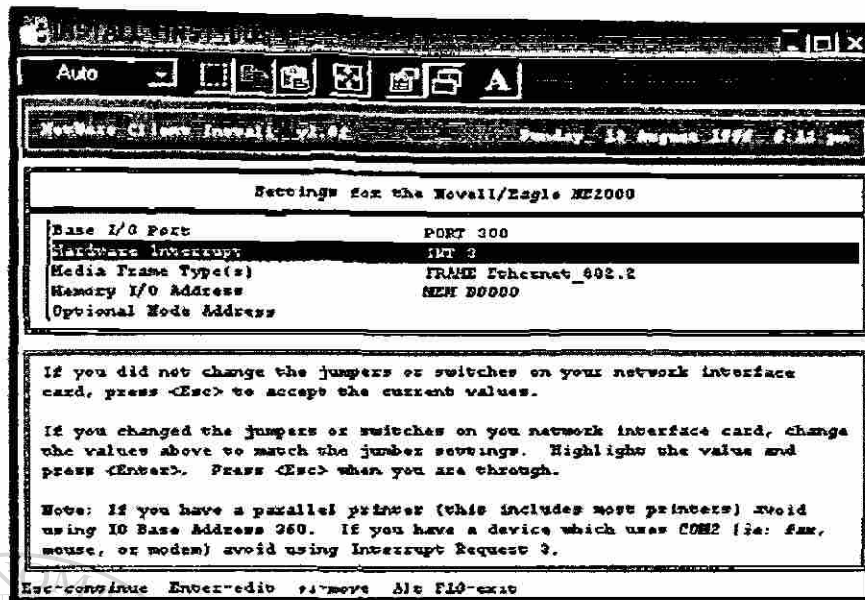 Auto
A
NetWare Client Install
Sunday, August
Settings for the Novell/Eagle NE2000
Base I/O Port PORT 300
Hardware Interrupt INT 3
Media Frame Type(s) FRAME Ethernet_802.2
Memory I/O Address MEM D0000
Optional Node Address
If you did not change the jumpers or switches on your network interface
card, press <Esc> to accept the current values.
If you changed the jumpers or switches on you network interface card, change
the values above to match the jumber settings. Highlight the value and
press <Enter>. Press <Esc> when you are through.
Note: If you have a parallel printer (this includes most printers) avoid
using IO Base Address 360. If you have a device which uses COM2 (ie: fax,
mouse, or modem) avoid using Interrupt Request 3.
Esc-continue Enter-edit move Alt F10-exit